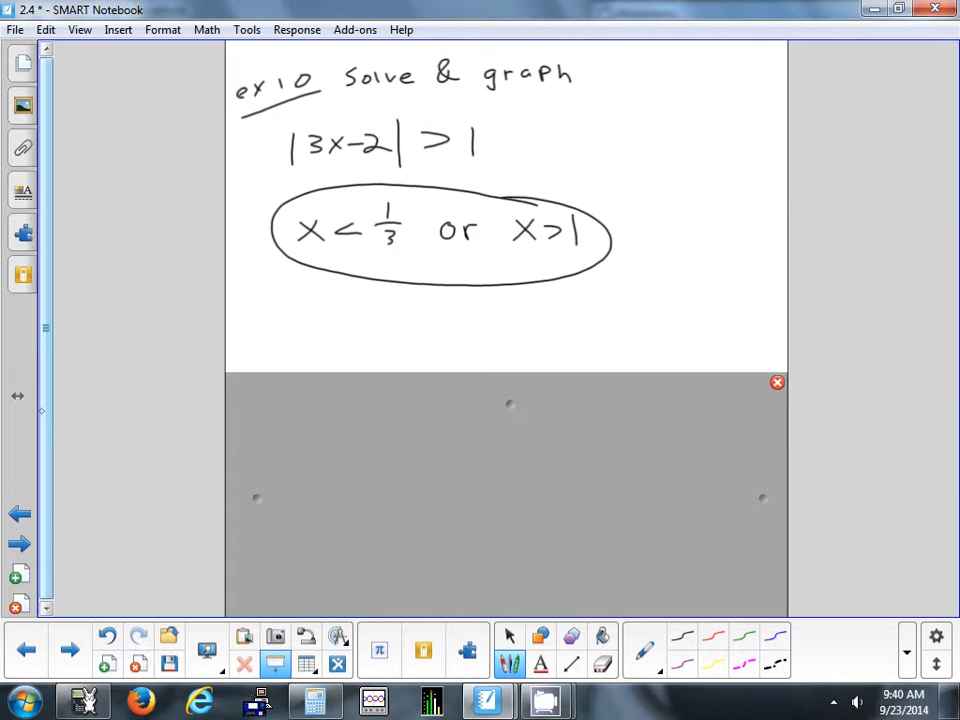 2.4 * - SMART Notebook
File Edit View Insert Format Math Tools Response Add-ons Help
ex 10 Solve & graph
|3x-2| > 1
x < 1/3 or x > 1
9:40 AM
9/23/2014